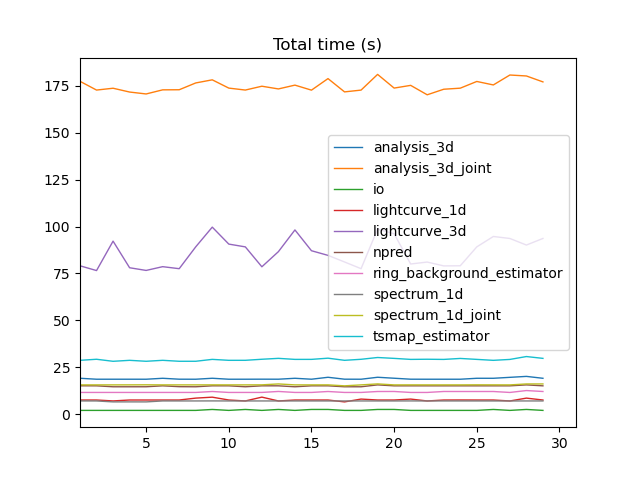 Total time (s)
175
150
125
100
75
50
25
0
analysis_3d
analysis_3d_joint
io
lightcurve_1d
lightcurve_3d
npred
ring_background_estimator
spectrum_1d
spectrum_1d_joint
tsmap_estimator
5 10 15 20 25 30